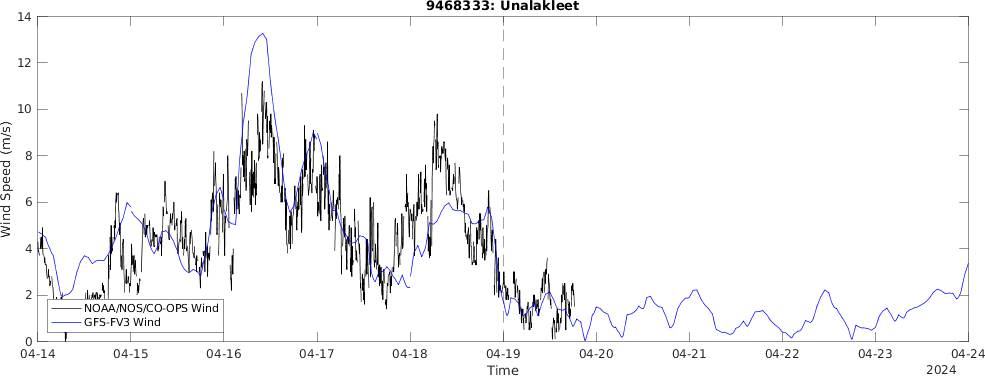 9468333: Unalakleet
14
12
10
8
6
4
2
0
Wind Speed (m/s)
NOAA/NOS/CO-OPS Wind
GFS-FV3 Wind
04-14 04-15 04-16 04-17 04-18 04-19 04-20 04-21 04-22 04-23 04-24
Time
2024